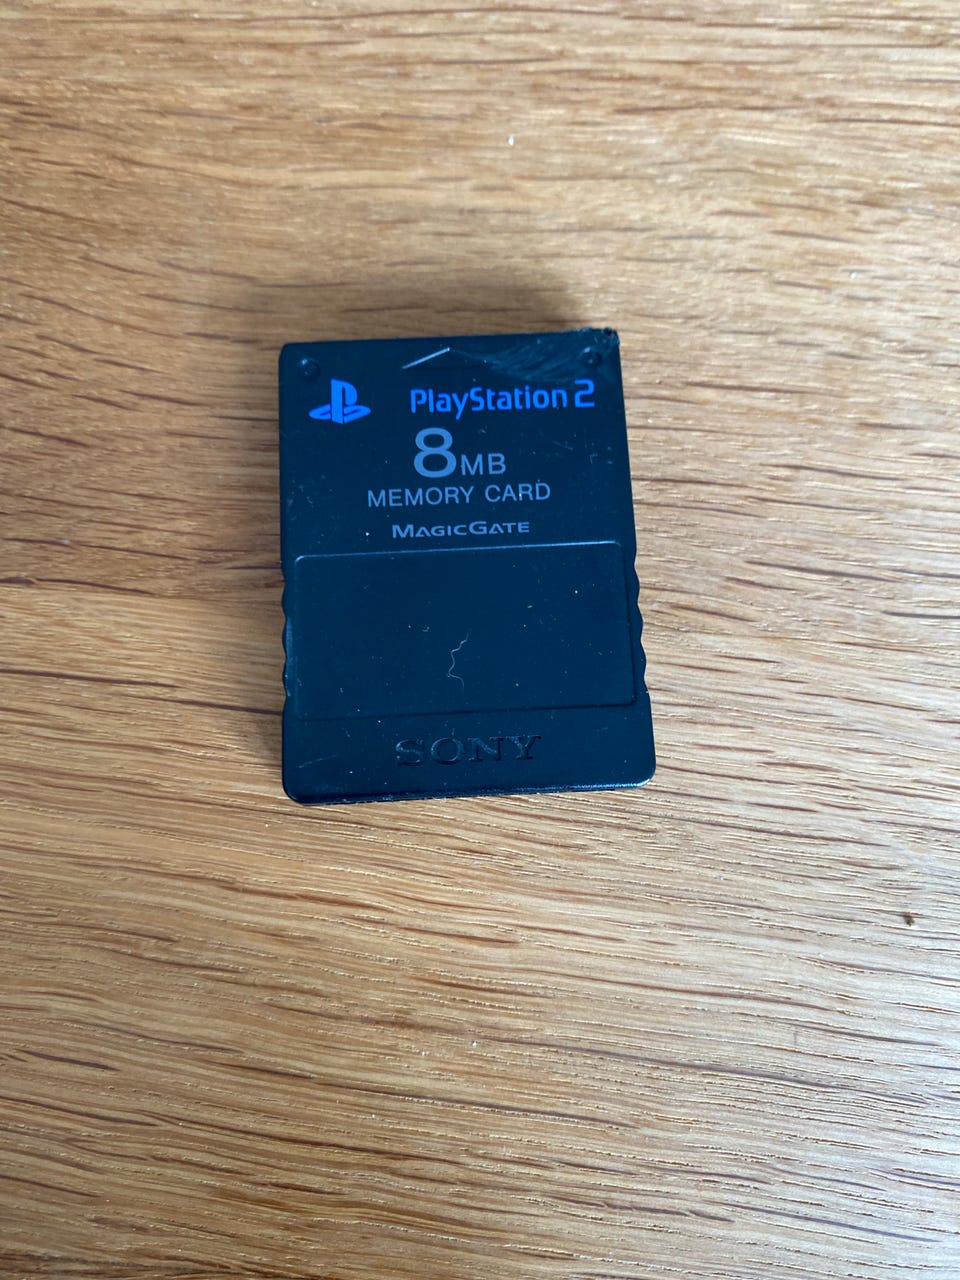 PlayStation 2
8MB
MEMORY CARD
MAGICGATE
SONY